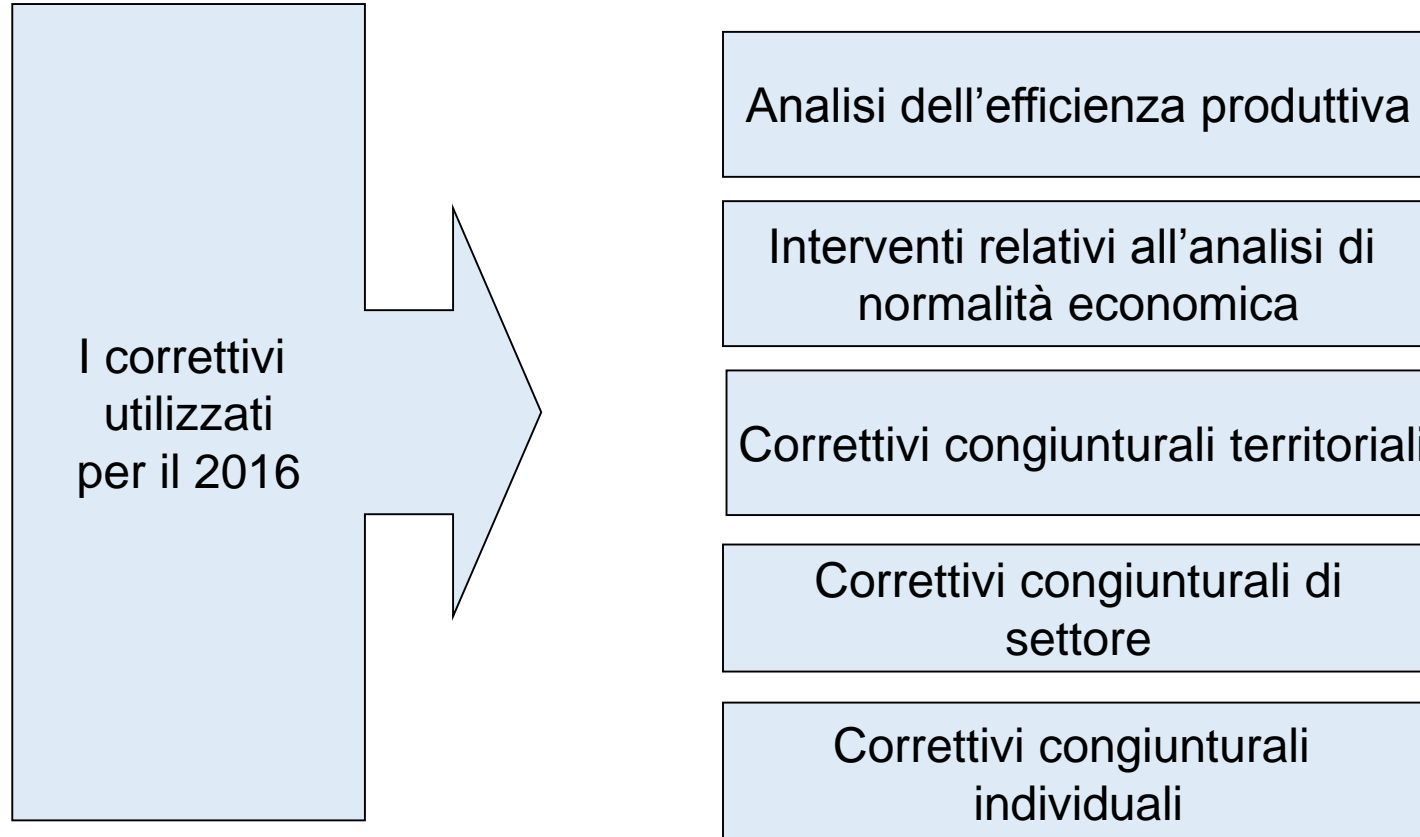 I correttivi
utilizzati
per il 2016
Analisi dell’efficienza produttiva
Interventi relativi all’analisi di
normalità economica
Correttivi congiunturali territoriali
Correttivi congiunturali di
settore
Correttivi congiunturali
individuali